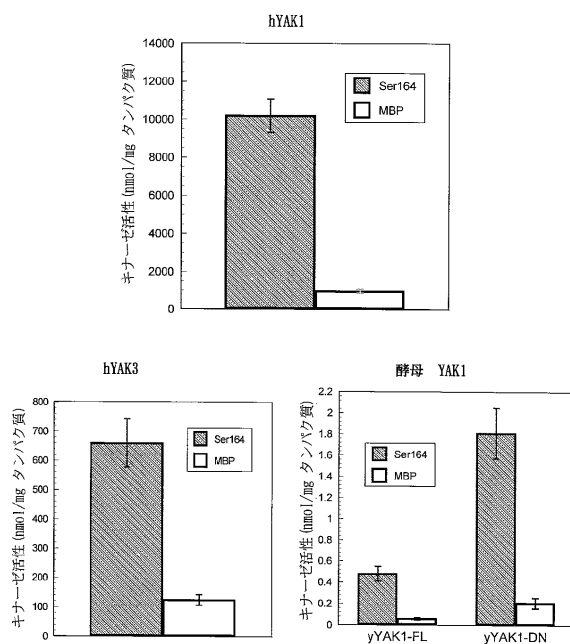 hYAK1
キナーゼ活性(nmol/mg タンパク質)
14000
12000
10000
8000
6000
4000
2000
0
Ser164
MBP
hYAK3
キナーゼ活性(nmol/mg タンパク質)
800
700
600
500
400
300
200
100
0
Ser164
MBP
酵母 YAK1
キナーゼ活性(nmol/mg タンパク質)
2.2
2
1.8
1.6
1.4
1.2
1
0.8
0.6
0.4
0.2
0
Ser164
MBP
yYAK1-FL
yYAK1-DN